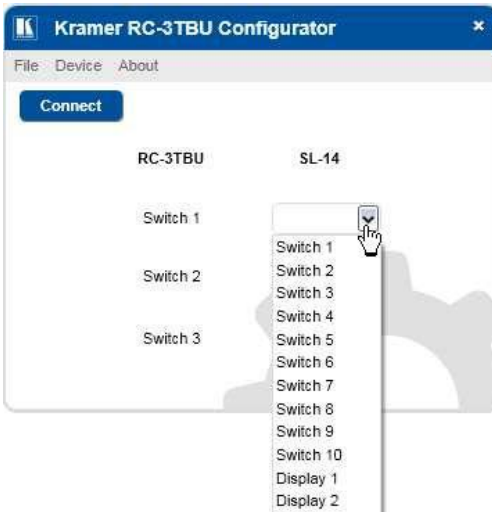 Kramer RC-3TBU Configurator
File Device About
Connect
RC-3TBU SL-14
Switch 1
Switch 2
Switch 3
Switch 1
Switch 2
Switch 3
Switch 4
Switch 5
Switch 6
Switch 7
Switch 8
Switch 9
Switch 10
Display 1
Display 2